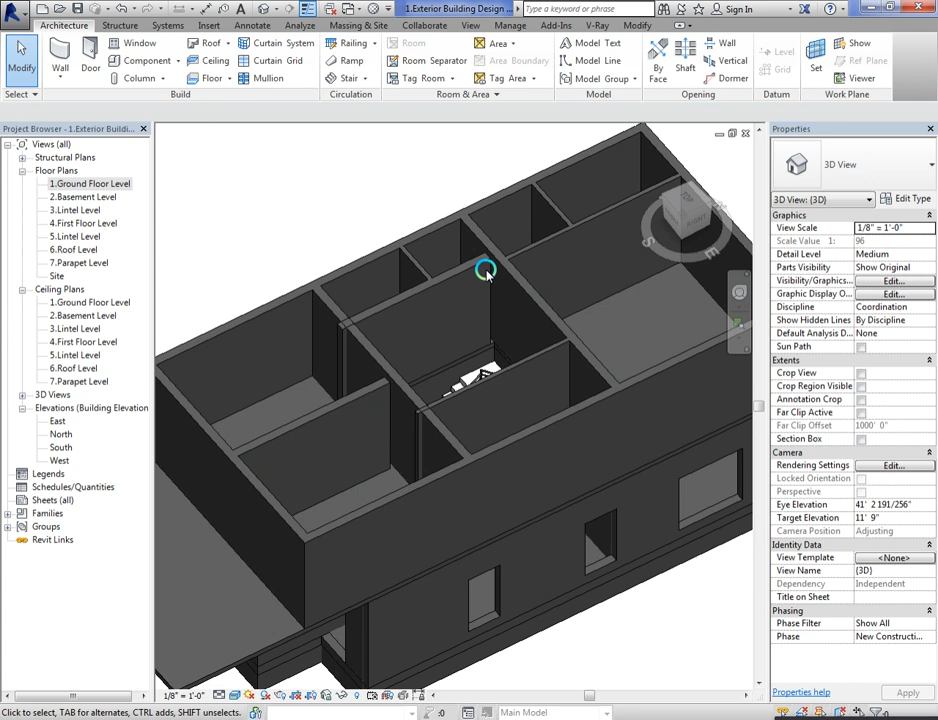 1.Exterior Building Design ...
Type a keyword or phrase
Sign In
Architecture Structure Systems Insert Annotate Analyze Massing & Site Collaborate View Manage Add-Ins V-Ray Modify
Modify
Wall
Door
Window
Component
Column
Roof
Ceiling
Floor
Curtain System
Curtain Grid
Mullion
Railing
Ramp
Stair
Room
Room Separator
Tag Room
Area
Area Boundary
Tag Area
Model Text
Model Line
Model Group
By Face
Shaft
Wall
Vertical
Dormer
Level
Grid
Set
Show
Ref Plane
Viewer
Select Build Circulation Room & Area Model Opening Datum Work Plane
Project Browser - 1.Exterior Buildi...
Views (all)
Structural Plans
Floor Plans
1.Ground Floor Level
2.Basement Level
3.Lintel Level
4.First Floor Level
5.Lintel Level
6.Roof Level
7.Parapet Level
Site
Ceiling Plans
1.Ground Floor Level
2.Basement Level
3.Lintel Level
4.First Floor Level
5.Lintel Level
6.Roof Level
7.Parapet Level
3D Views
Elevations (Building Elevation
East
North
South
West
Legends
Schedules/Quantities
Sheets (all)
Families
Groups
Revit Links
TOP
RIGHT
S
E
Properties
3D View
3D View: {3D} Edit Type
Graphics
View Scale 1/8" = 1'-0"
Scale Value 1: 96
Detail Level Medium
Parts Visibility Show Original
Visibility/Graphics... Edit...
Graphic Display O... Edit...
Discipline Coordination
Show Hidden Lines By Discipline
Default Analysis D... None
Sun Path
Extents
Crop View
Crop Region Visible
Annotation Crop
Far Clip Active
Far Clip Offset 1000' 0"
Section Box
Camera
Rendering Settings Edit...
Locked Orientation
Perspective
Eye Elevation 41' 2 191/256"
Target Elevation 11' 9"
Camera Position Adjusting
Identity Data
View Template <None>
View Name {3D}
Dependency Independent
Title on Sheet
Phasing
Phase Filter Show All
Phase New Constructi...
Properties help Apply
1/8" = 1'-0"
Click to select, TAB for alternates, CTRL adds, SHIFT unselects. :0 Main Model